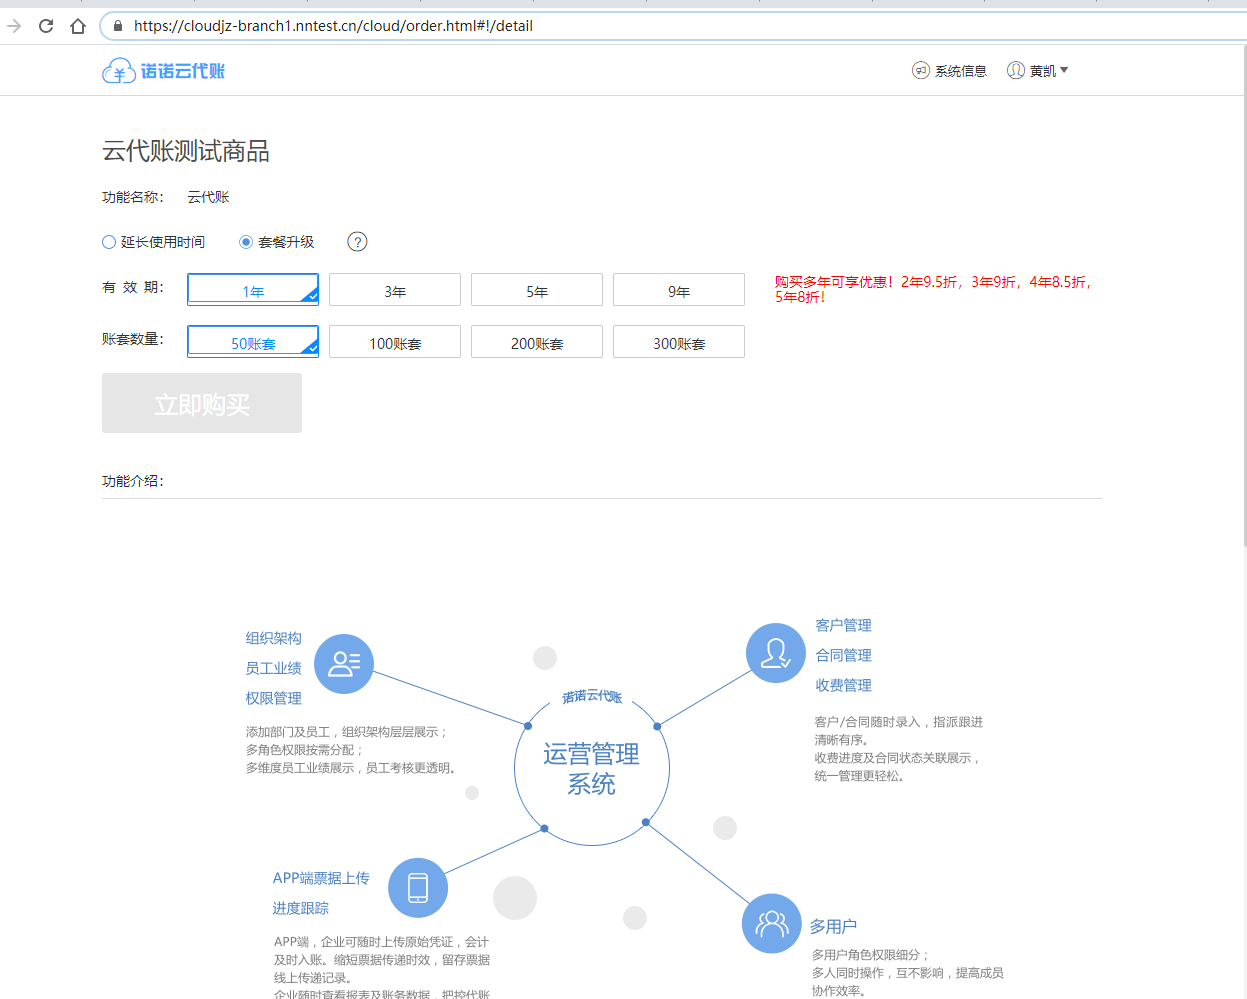 https://cloudjz-branch1.nntest.cn/cloud/order.html#!/detail
诺诺云代账
系统信息
黄凯
云代账测试商品
功能名称： 云代账
延长使用时间 套餐升级 ?
有 效 期： 1年 3年 5年 9年
购买多年可享优惠！2年9.5折，3年9折，4年8.5折，
5年8折！
账套数量： 50账套 100账套 200账套 300账套
立即购买
功能介绍：
组织架构
员工业绩
权限管理
添加部门及员工，组织架构层层展示；
多角色权限按需分配；
多维度员工业绩展示，员工考核更透明。
客户管理
合同管理
收费管理
客户/合同随时录入，指派跟进
清晰有序。
收费进度及合同状态关联展示，
统一管理更轻松。
诺诺云代账
运营管理
系统
APP端票据上传
进度跟踪
APP端，企业可随时上传原始凭证，会计
及时入账。缩短票据传递时效，留存票据
线上传递记录。
企业随时查看报表及账务数据，把控代账
多用户
多用户角色权限细分；
多人同时操作，互不影响，提高成员
协作效率。